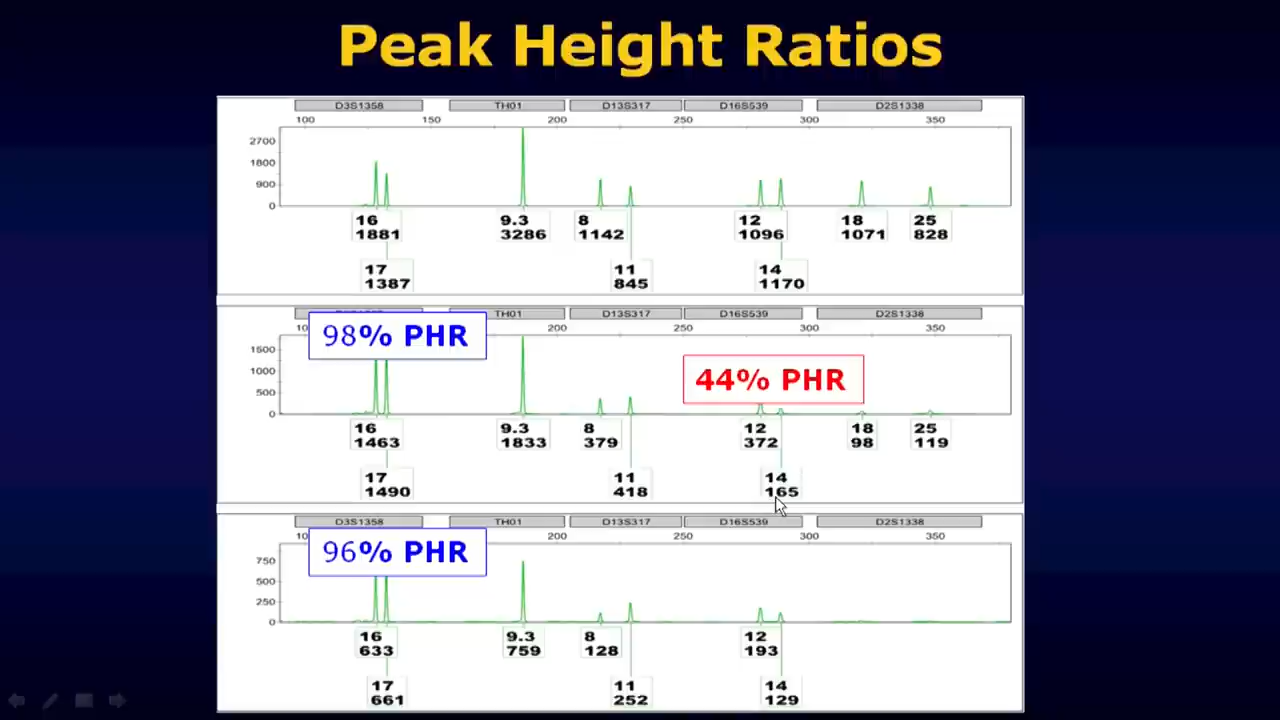 Peak Height Ratios
D3S1358 TH01 D13S317 D16S539 D2S1338
100 150 200 250 300 350
2700
1800
900
0
16 9.3 8 12 18 25
1881 3286 1142 1096 1071 828
17 11 14
1387 845 1170
TH01 D13S317 D16S539 D2S1338
200 250 300 350
98% PHR
1500
1000
500
0
44% PHR
16 9.3 8 12 18 25
1463 1833 379 372 98 119
17 11 14
1490 418 165
D3S1358 TH01 D13S317 D16S539 D2S1338
200 250 300 350
96% PHR
750
500
250
0
16 9.3 8 12
633 759 128 193
17 11 14
661 252 129